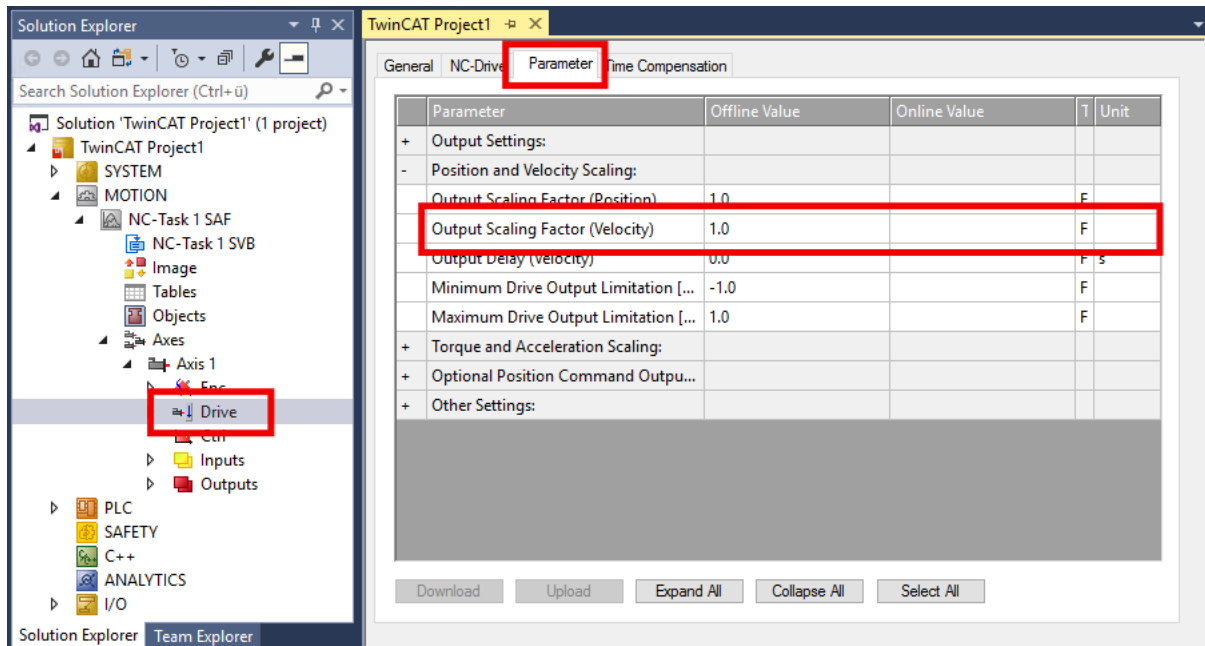 Solution Explorer
Search Solution Explorer (Ctrl+ü)
Solution 'TwinCAT Project1' (1 project)
TwinCAT Project1
SYSTEM
MOTION
NC-Task 1 SAF
NC-Task 1 SVB
Image
Tables
Objects
Axes
Axis 1
Enc
Drive
Ctrl
Inputs
Outputs
PLC
SAFETY
C++
ANALYTICS
I/O
Solution Explorer Team Explorer
TwinCAT Project1
General NC-Drive Parameter Time Compensation
Parameter Offline Value Online Value T Unit
+ Output Settings:
- Position and Velocity Scaling:
Output Scaling Factor (Position) 1.0 F
Output Scaling Factor (Velocity) 1.0 F
Output Delay (Velocity) 0.0 F s
Minimum Drive Output Limitation [... -1.0 F
Maximum Drive Output Limitation [... 1.0 F
+ Torque and Acceleration Scaling:
+ Optional Position Command Outpu...
+ Other Settings:
Download Upload Expand All Collapse All Select All